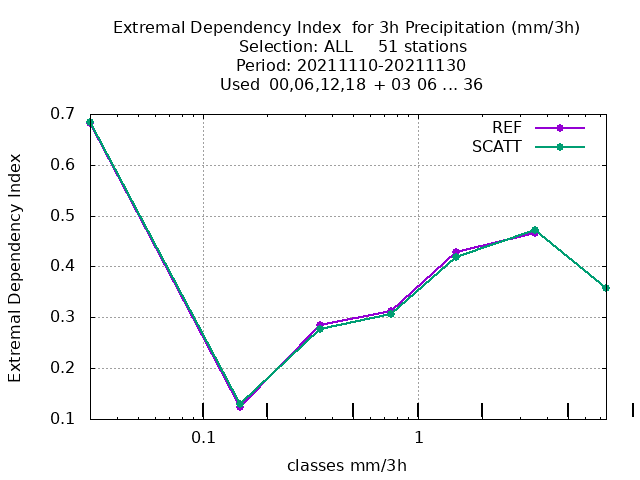 Extremal Dependency Index  for 3h Precipitation (mm/3h)
Selection: ALL     51 stations
Period: 20211110-20211130
Used  00,06,12,18  + 03 06 ... 36
REF
SCATT
Extremal Dependency Index
0.7
0.6
0.5
0.4
0.3
0.2
0.1
0.1
1
classes mm/3h